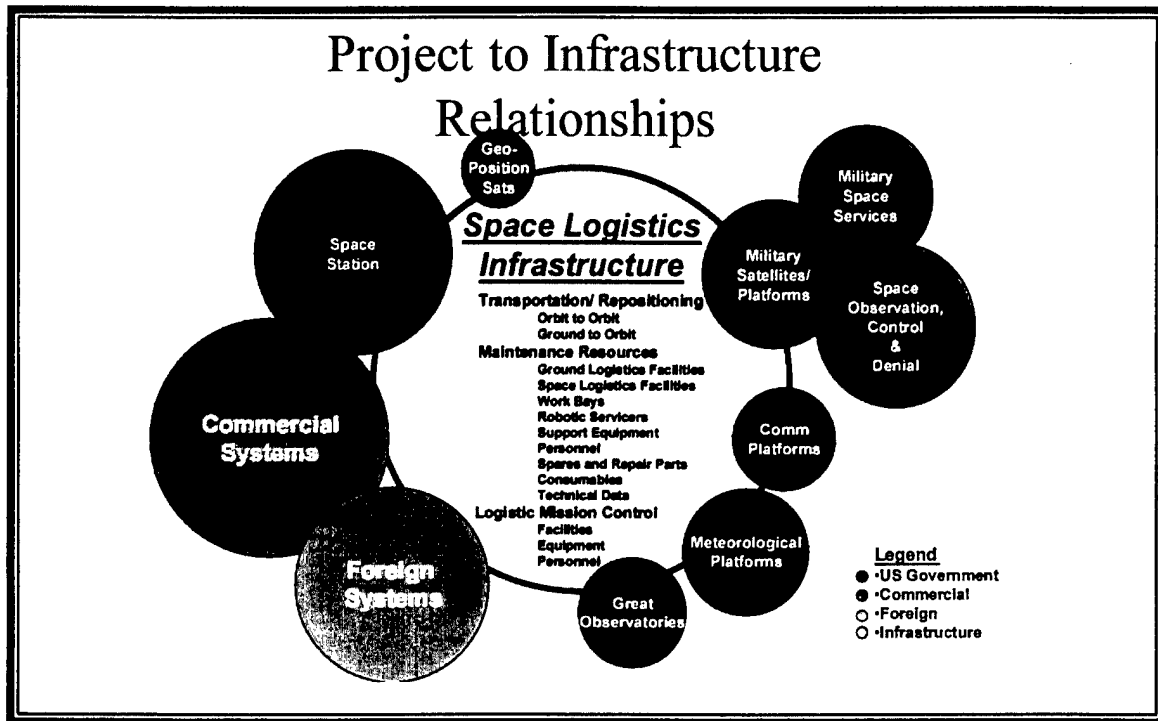 Project to Infrastructure
Relationships
Geo-
Position
Sats
Space
Station
Commercial
Systems
Foreign
Systems
Space Logistics
Infrastructure
Transportation/ Repositioning
Orbit to Orbit
Ground to Orbit
Maintenance Resources
Ground Logistics Facilities
Space Logistics Facilities
Work Bays
Robotic Servicers
Support Equipment
Personnel
Spares and Repair Parts
Consumables
Technical Data
Logistic Mission Control
Facilities
Equipment
Personnel
Military
Space
Services
Military
Satellites/
Platforms
Space
Observation,
Control
&
Denial
Comm
Platforms
Meteorological
Platforms
Great
Observatories
Legend
•US Government
•Commercial
•Foreign
•Infrastructure